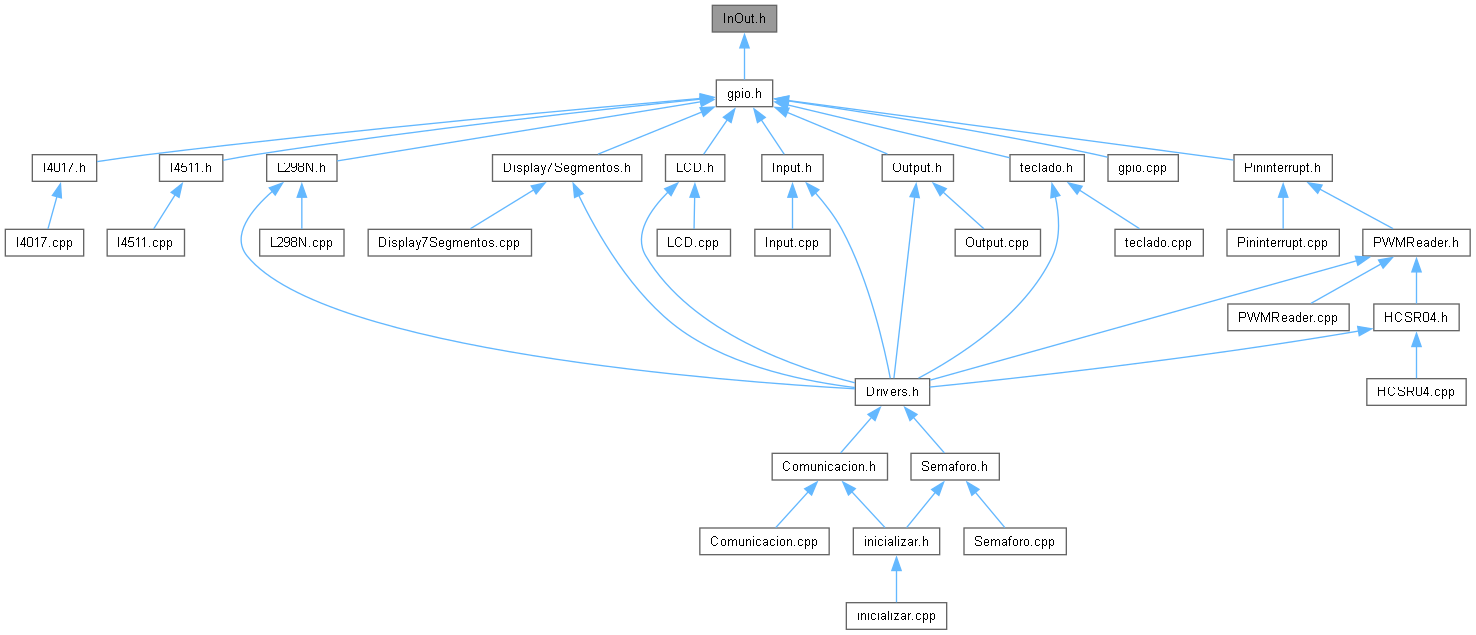 InOut.h
gpio.h
I4017.h
I4511.h
L298N.h
Display7Segmentos.h
LCD.h
Input.h
Output.h
teclado.h
gpio.cpp
Pininterrupt.h
I4017.cpp
I4511.cpp
L298N.cpp
Display7Segmentos.cpp
LCD.cpp
Input.cpp
Output.cpp
teclado.cpp
Pininterrupt.cpp
PWMReader.h
PWMReader.cpp
HCSR04.h
Drivers.h
HCSR04.cpp
Comunicacion.h
Semaforo.h
Comunicacion.cpp
inicializar.h
Semaforo.cpp
inicializar.cpp